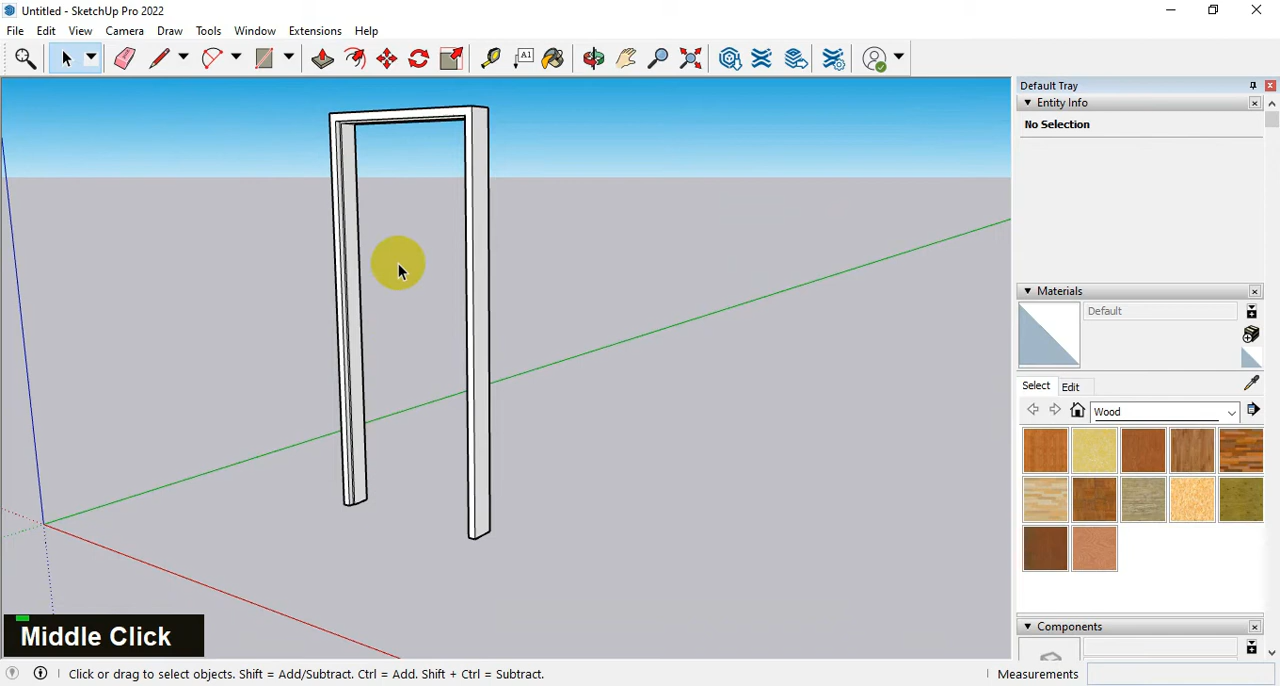 Untitled - SketchUp Pro 2022
File Edit View Camera Draw Tools Window Extensions Help
A1
Default Tray
Entity Info
No Selection
Materials
Default
Select Edit
Wood
Components
Middle Click
Click or drag to select objects. Shift = Add/Subtract. Ctrl = Add. Shift + Ctrl = Subtract.
Measurements